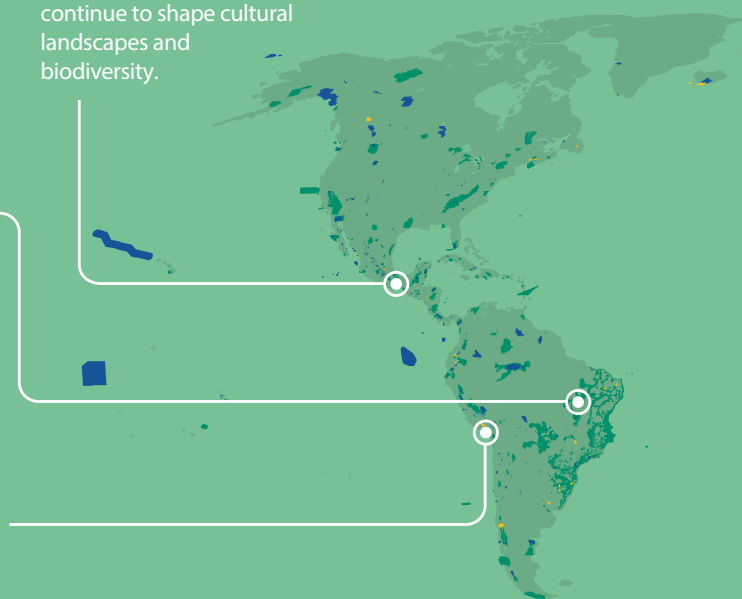 continue to shape cultural
landscapes and
biodiversity.